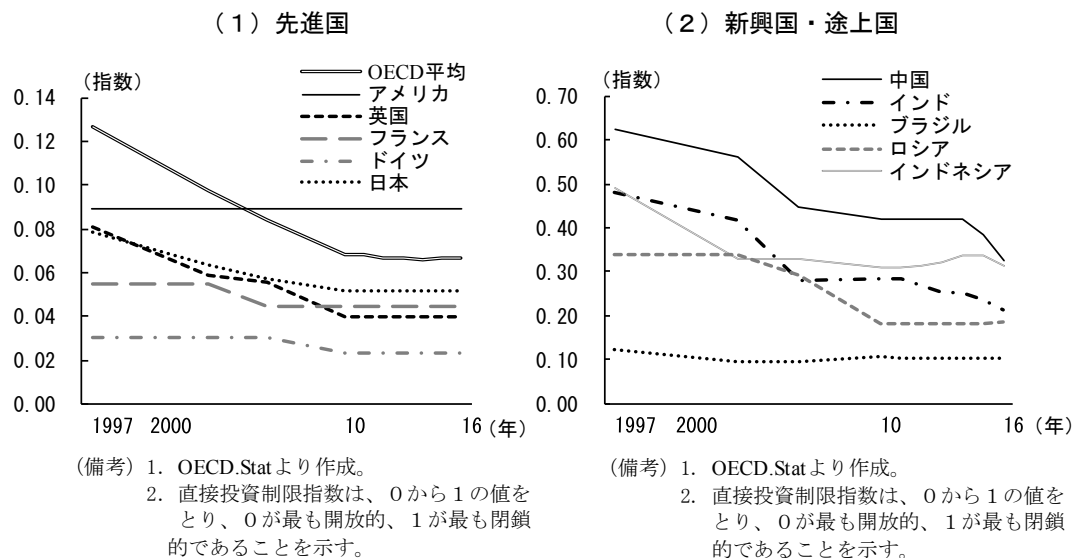 （1）先進国
（指数）
OECD平均
アメリカ
英国
フランス
ドイツ
日本
0.14
0.12
0.10
0.08
0.06
0.04
0.02
0.00
1997 2000 10 16（年）
（備考）1．OECD.Statより作成。
2．直接投資制限指数は、０から１の値を
とり、０が最も開放的、１が最も閉鎖
的であることを示す。
（2）新興国・途上国
（指数）
中国
インド
ブラジル
ロシア
インドネシア
0.70
0.60
0.50
0.40
0.30
0.20
0.10
0.00
1997 2000 10 16（年）
（備考）1．OECD.Statより作成。
2．直接投資制限指数は、０から１の値を
とり、０が最も開放的、１が最も閉鎖的
であることを示す。